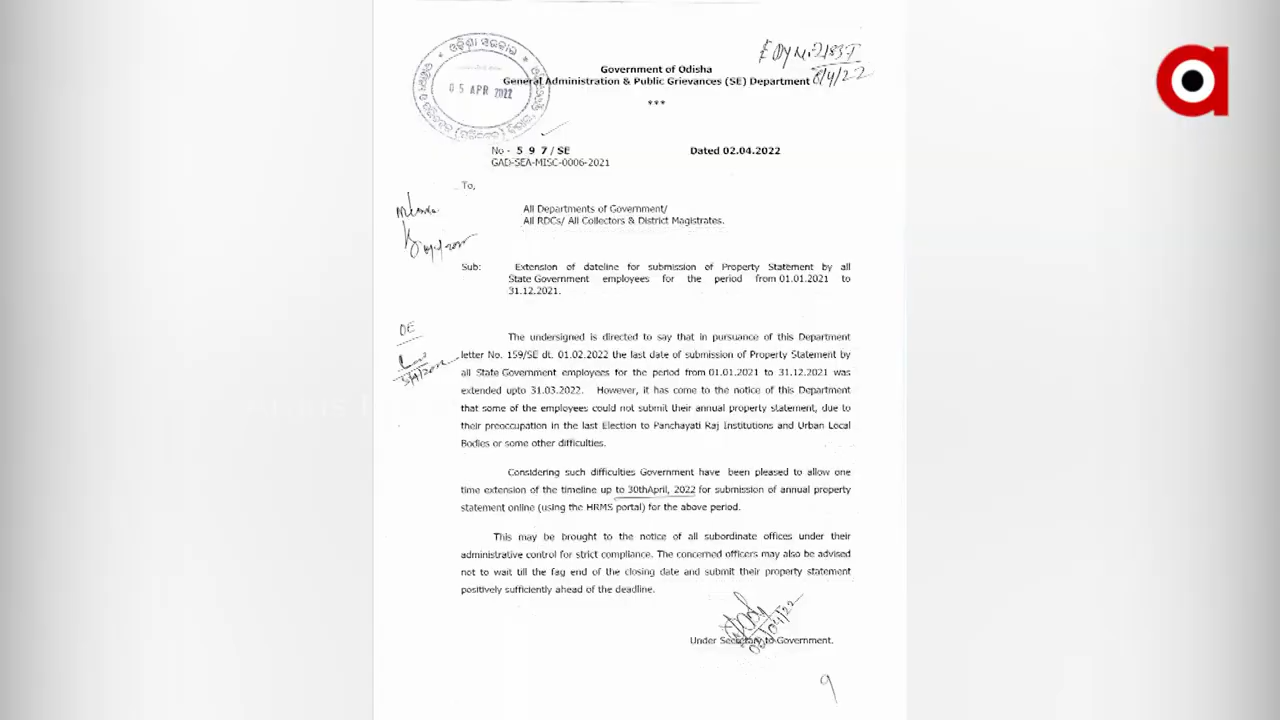 ଓଡ଼ିଶା ସରକାର
05 APR 2022
Government of Odisha
General Administration & Public Grievances (SE) Department
***
No - 597/SE
Dated 02.04.2022
GAD-SEA-MISC-0006-2021
To,
All Departments of Government/
All RDCs/ All Collectors & District Magistrates.
Sub: Extension of dateline for submission of Property Statement by all
State Government employees for the period from 01.01.2021 to
31.12.2021.
OE
The undersigned is directed to say that in pursuance of this Department
letter No. 159/SE dt. 01.02.2022 the last date of submission of Property Statement by
all State Government employees for the period from 01.01.2021 to 31.12.2021 was
extended upto 31.03.2022. However, it has come to the notice of this Department
that some of the employees could not submit their annual property statement, due to
their preoccupation in the last Election to Panchayati Raj Institutions and Urban Local
Bodies or some other difficulties.
Considering such difficulties Government have been pleased to allow one
time extension of the timeline up to 30thApril, 2022 for submission of annual property
statement online (using the HRMS portal) for the above period.
This may be brought to the notice of all subordinate offices under their
administrative control for strict compliance. The concerned officers may also be advised
not to wait till the fag end of the closing date and submit their property statement
positively sufficiently ahead of the deadline.
02/04/22
Under Secretary to Government.
9